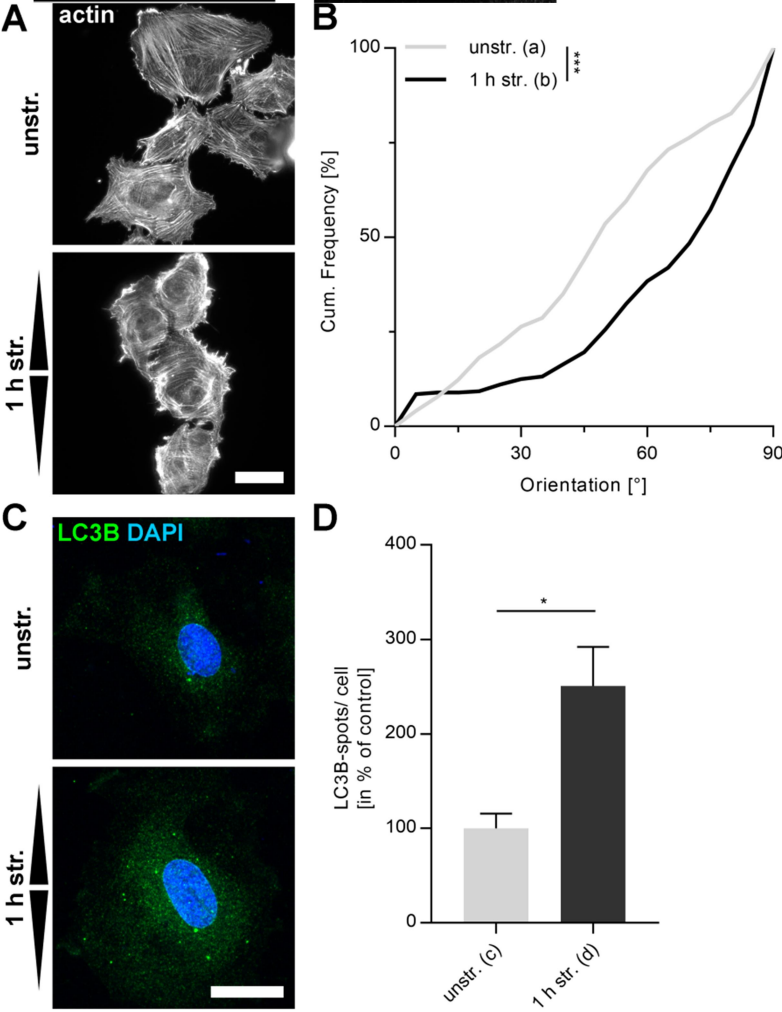 A
actin
unstr.
1 h str.
B
unstr. (a)
1 h str. (b)
***
100
50
0
Cum. Frequency [%]
0 30 60 90
Orientation [°]
C
LC3B DAPI
unstr.
1 h str.
D
400
300
200
100
0
LC3B-spots/ cell
[in % of control]
*
unstr. (c)
1 h str. (d)